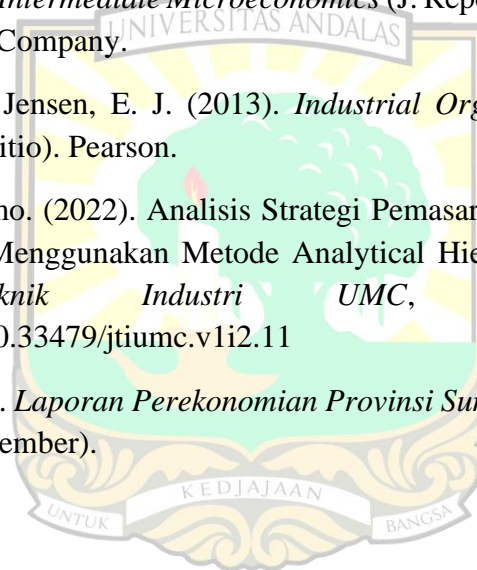 Intermediate Microeconomics (J. Repc
UNIVERSITAS ANDALAS
Company.
Jensen, E. J. (2013). Industrial Org
itio). Pearson.
no. (2022). Analisis Strategi Pemasar
Menggunakan Metode Analytical Hie
knik Industri UMC,
0.33479/jtiumc.v1i2.11
. Laporan Perekonomian Provinsi Sur
ember).
UNTUK KEDJAJAAN BANGSA